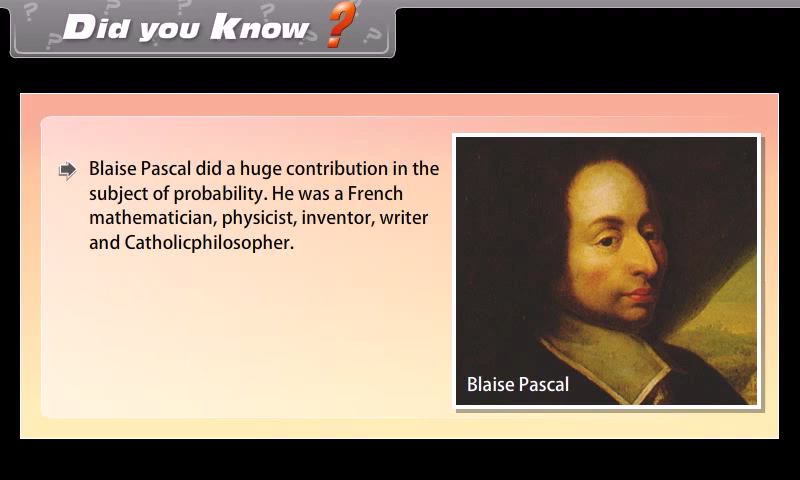 Did you Know ?
Blaise Pascal did a huge contribution in the
subject of probability. He was a French
mathematician, physicist, inventor, writer
and Catholicphilosopher.
Blaise Pascal